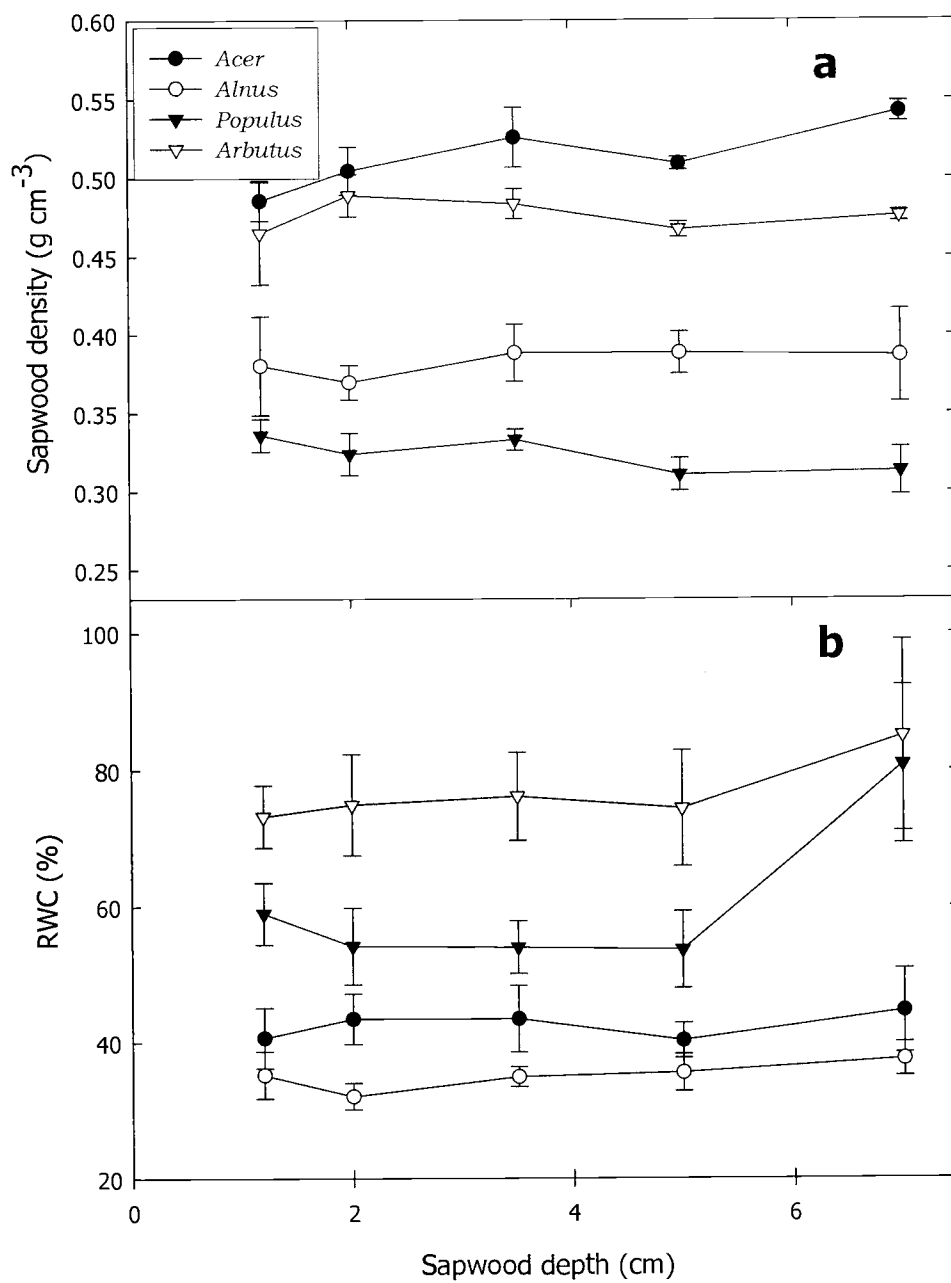 0.60
Acer
Alnus
Populus
Arbutus
a
0.55
0.50
0.45
0.40
0.35
0.30
0.25
Sapwood density (g cm-3)
b
100
80
60
40
20
RWC (%)
0 2 4 6
Sapwood depth (cm)